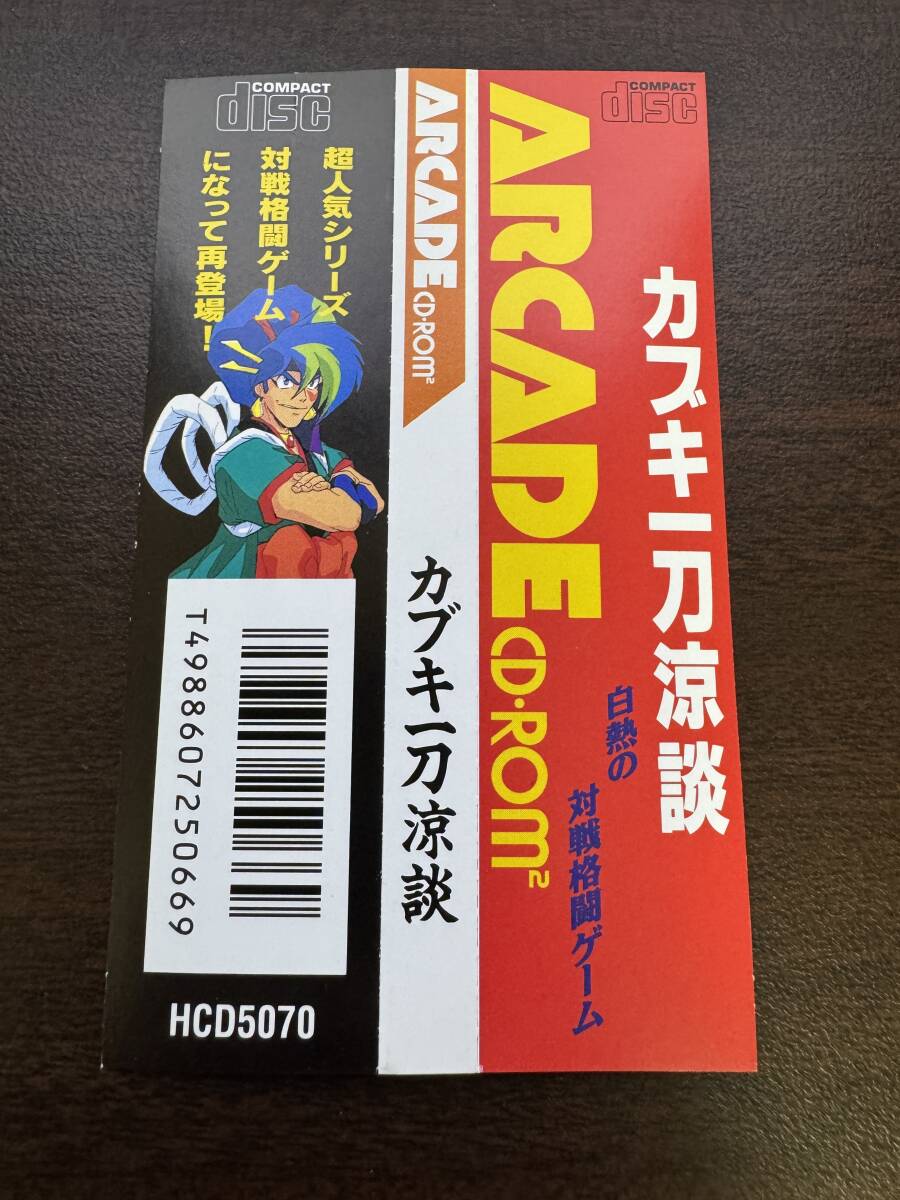 COMPACT
disc
超人気シリーズ
対戦格闘ゲーム
になって再登場!
T4988607250669
HCD5070
ARCADE
CD·ROM²
カブキ一刀涼談
COMPACT
disc
ARCADE
CD·ROM²
カブキ一刀涼談
白熱の
対戦格闘ゲーム